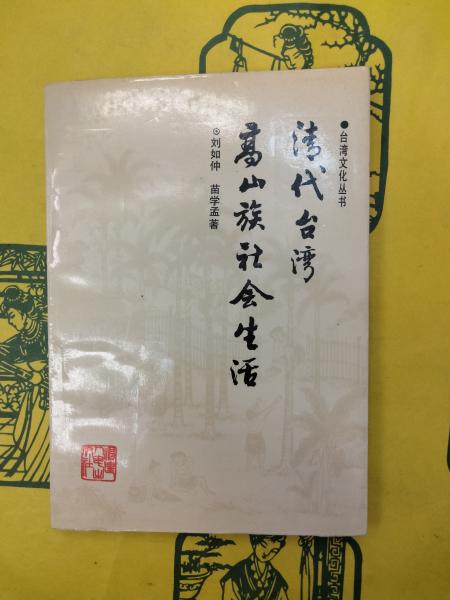 ●台湾文化丛书
清代台湾
高山族社会生活
⊙刘如仲 苗学孟著